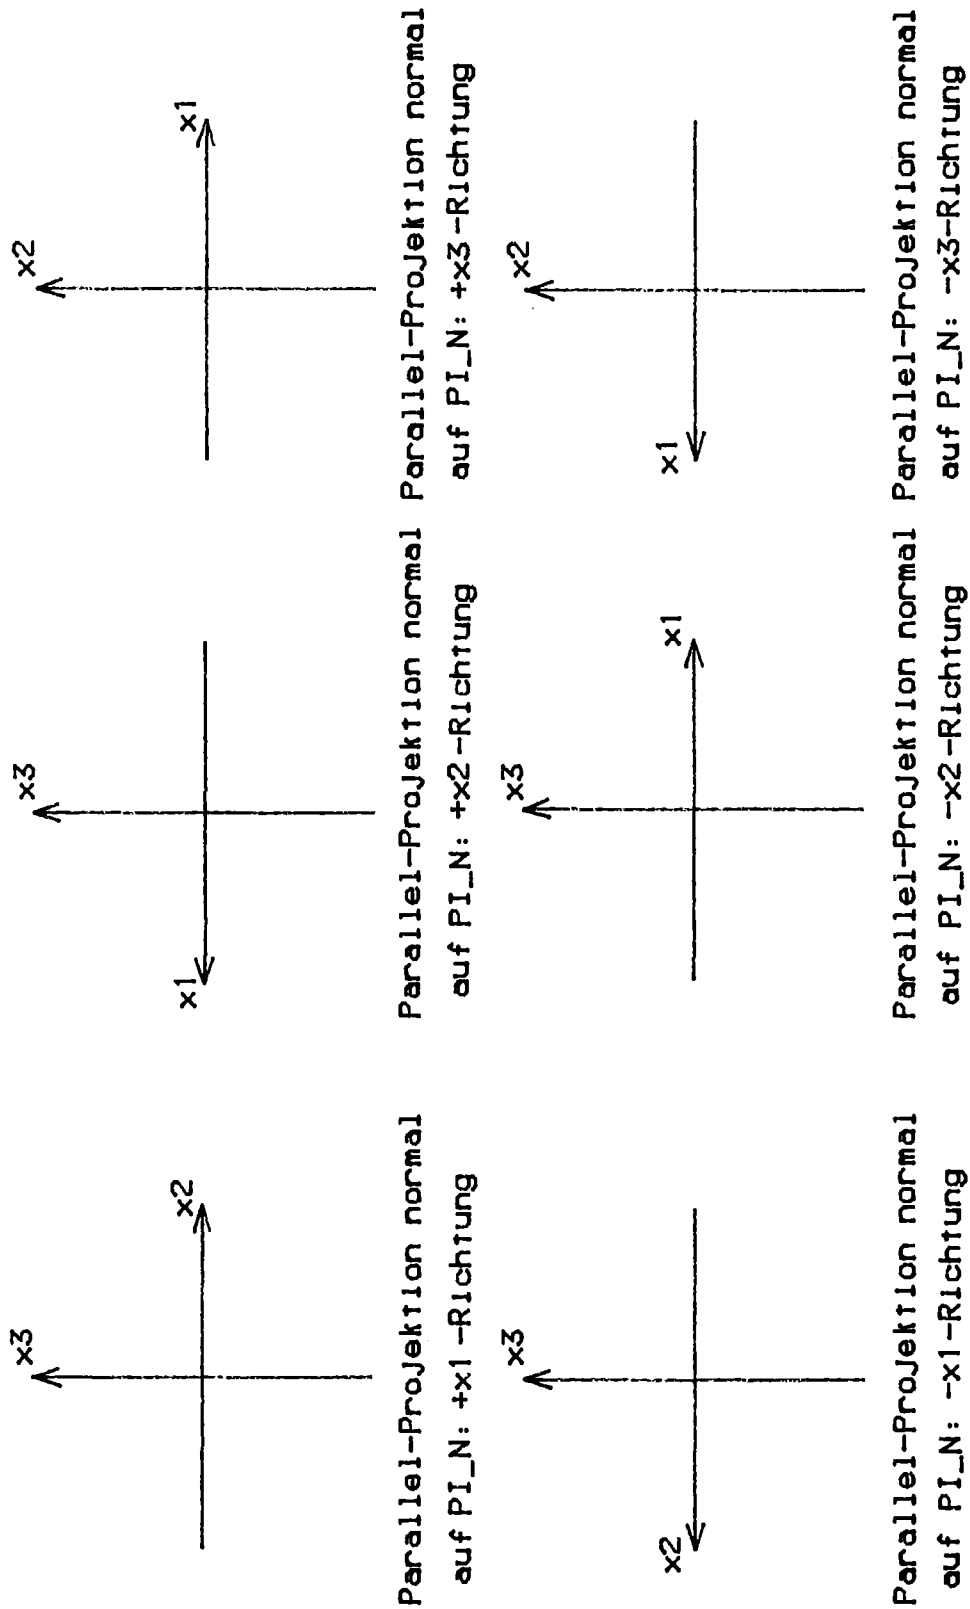 x3
x2
Parallel-Projektion normal
auf PI_N: +x1-Richtung
x3
x1
Parallel-Projektion normal
auf PI_N: +x2-Richtung
x2
x1
Parallel-Projektion normal
auf PI_N: +x3-Richtung
x3
x2
Parallel-Projektion normal
auf PI_N: -x1-Richtung
x3
x1
Parallel-Projektion normal
auf PI_N: -x2-Richtung
x2
x1
Parallel-Projektion normal
auf PI_N: -x3-Richtung